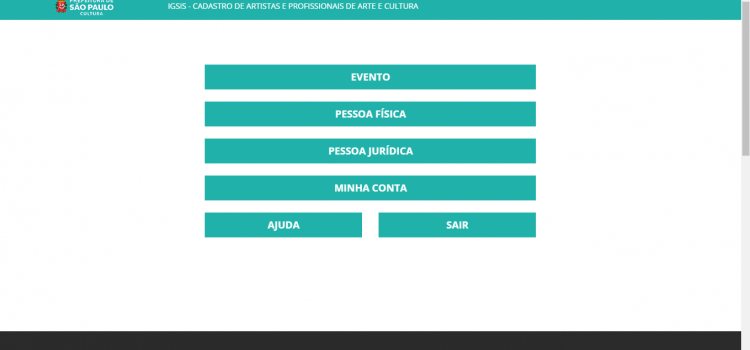 PREFEITURA DE
SÃO PAULO
CULTURA
IGSIS - CADASTRO DE ARTISTAS E PROFISSIONAIS DE ARTE E CULTURA
EVENTO
PESSOA FÍSICA
PESSOA JURÍDICA
MINHA CONTA
AJUDA
SAIR